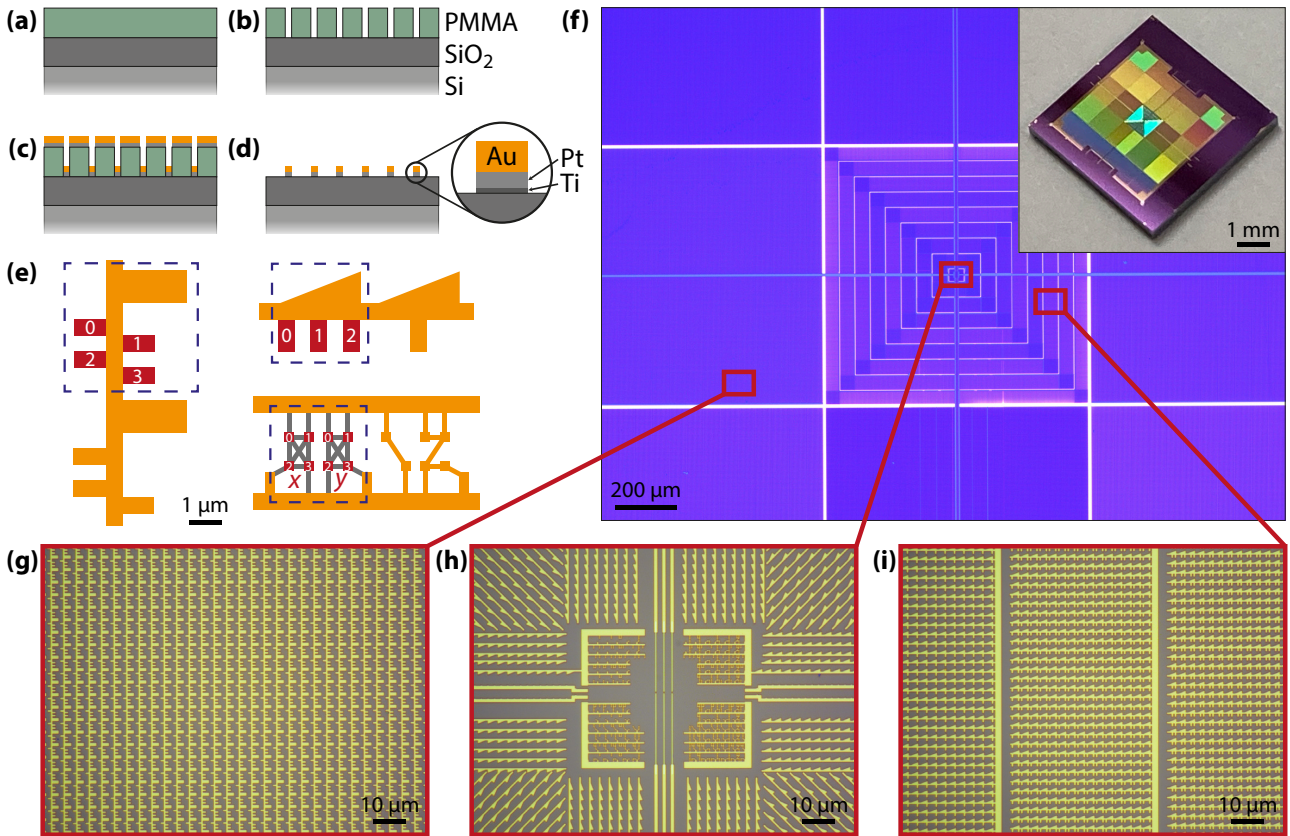 (a)
(b)
PMMA
SiO₂
Si
(c)
(d)
Au
Pt
Ti
(e)
0
1
2
3
0 1 2
0 1 0 1
2 3 2 3
x y
1 µm
(f)
1 mm
200 µm
(g)
10 µm
(h)
10 µm
(i)
10 µm